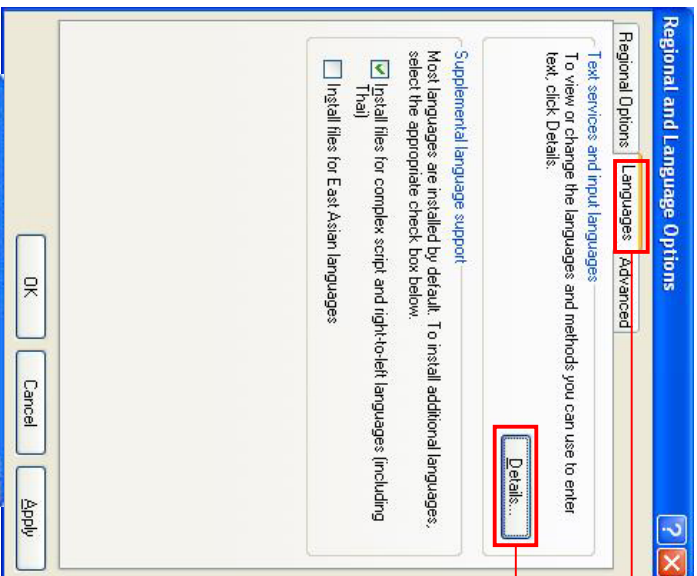 Regional and Language Options
?
Regional Options
Languages
Advanced
Text services and input languages
To view or change the languages and methods you can use to enter
text, click Details.
Details...
Supplemental language support
Most languages are installed by default. To install additional languages,
select the appropriate check box below.
Install files for complex script and right-to-left languages (including
Thai)
Install files for East Asian languages
OK
Cancel
Apply